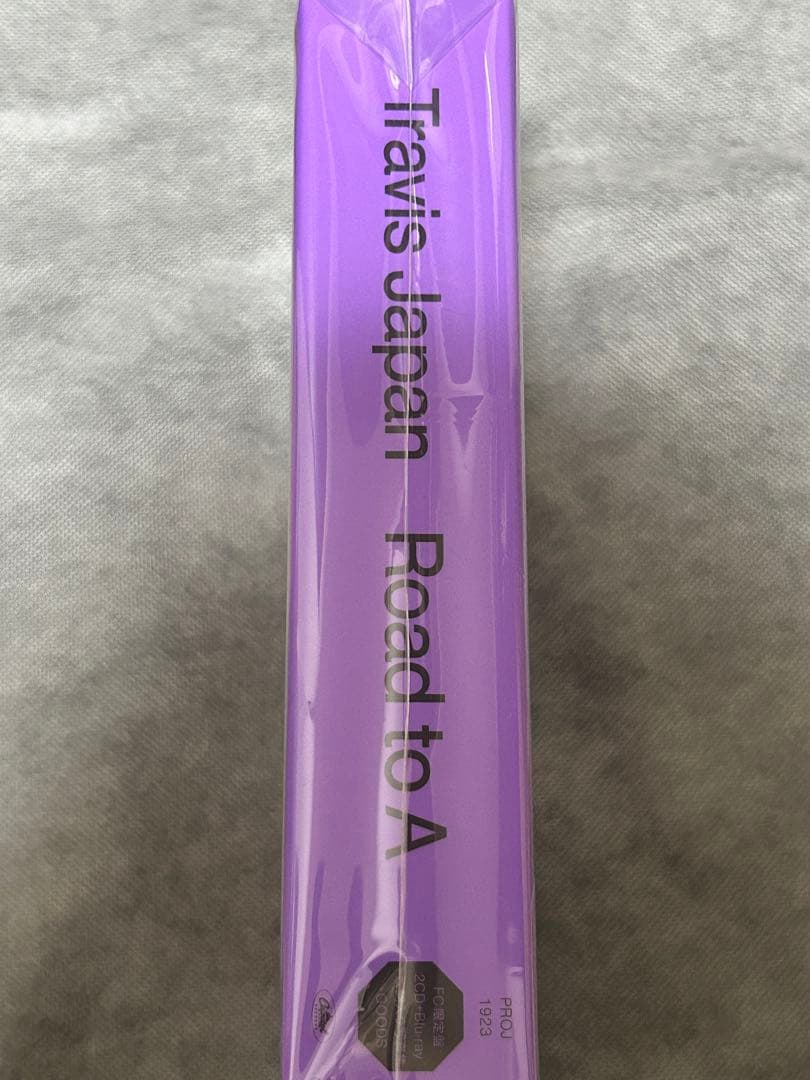 Travis Japan Road to A
PROJ
1923
FC限定盤
2CD+Blu-ray
GOODS